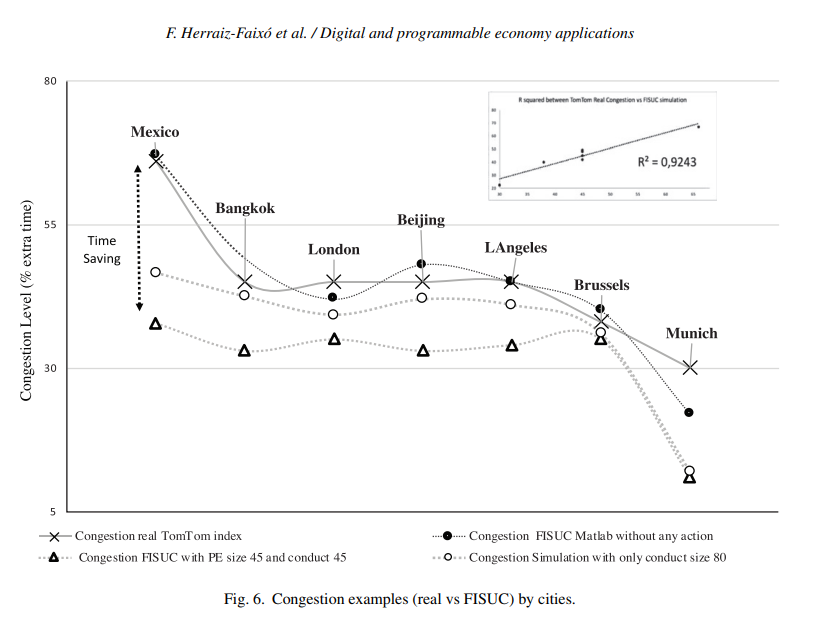 F. Herraiz-Faixó et al. / Digital and programmable economy applications
80
R squared between TomTom Real Congestion vs FISUC simulation
R² = 0,9243
Mexico
Bangkok
Beijing
55
Time
Saving
London
LAngeles
Brussels
Munich
Congestion Level (% extra time)
30
5
Congestion real TomTom index
Congestion FISUC Matlab without any action
Congestion FISUC with PE size 45 and conduct 45
Congestion Simulation with only conduct size 80
Fig. 6. Congestion examples (real vs FISUC) by cities.